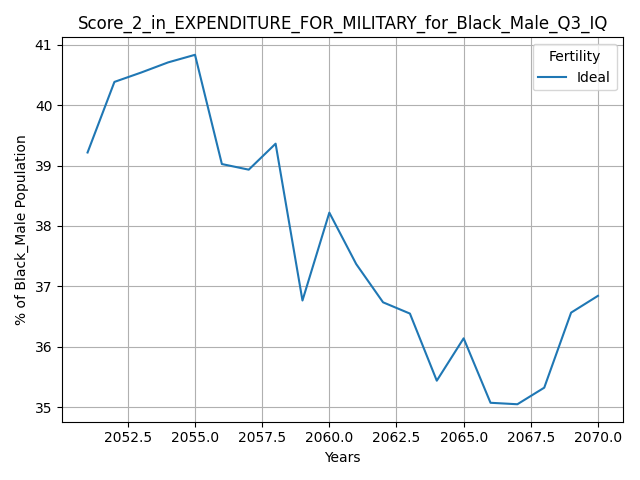 Score_2_in_EXPENDITURE_FOR_MILITARY_for_Black_Male_Q3_IQ
Fertility
Ideal
% of Black_Male Population
41
40
39
38
37
36
35
2052.5 2055.0 2057.5 2060.0 2062.5 2065.0 2067.5 2070.0
Years